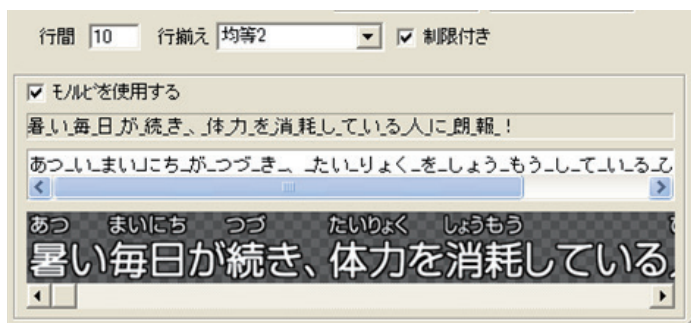 行間 10 行揃え 均等2 制限付き
モノルビを使用する
暑_い_毎_日_が_続_き_、_体_力_を_消_耗_し_て_い_る_人_に_朗_報_！
あつ_い_まい_にち_が_つづ_き_、_たい_りょく_を_しょう_もう_し_て_い_る_
あつ まいにち つづ たいりょく しょうもう
暑い毎日が続き、体力を消耗している